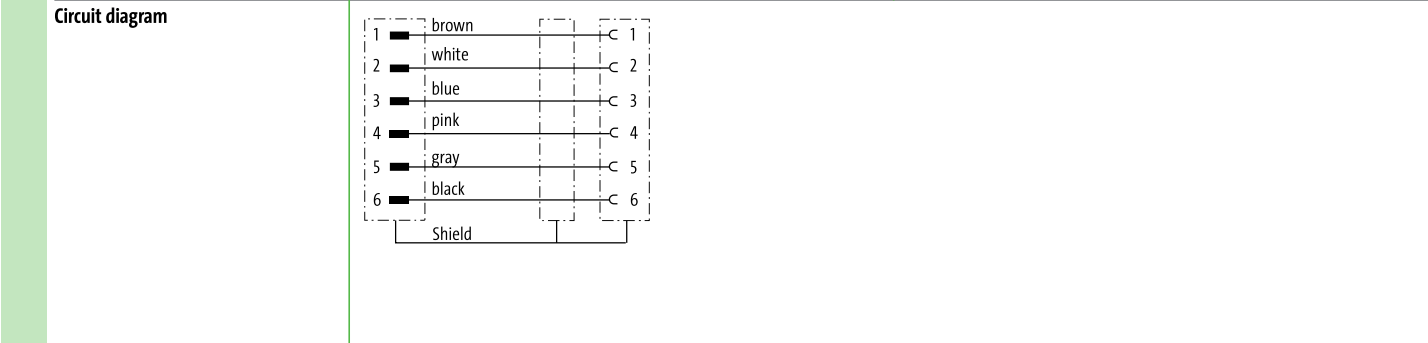 Circuit diagram
brown
1 1
white
2 2
blue
3 3
pink
4 4
gray
5 5
black
6 6
Shield